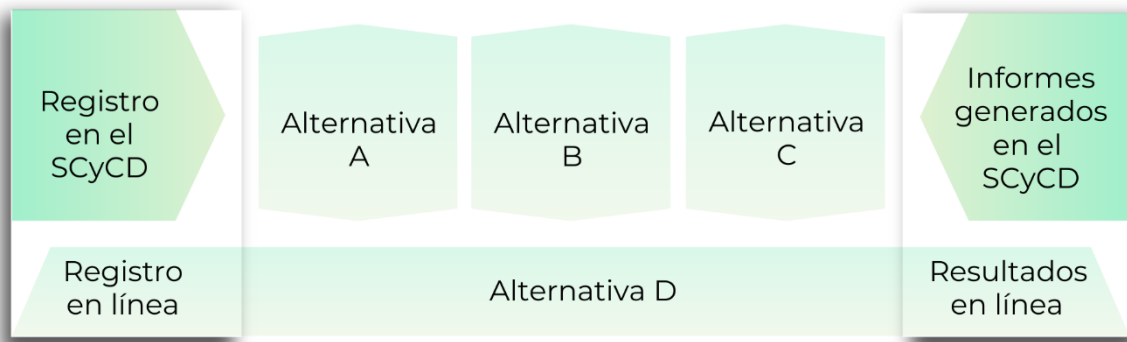 Registro
en el
SCyCD
Alternativa
A
Alternativa
B
Alternativa
C
Informes
generados
en el
SCyCD
Registro
en línea
Alternativa D
Resultados
en línea